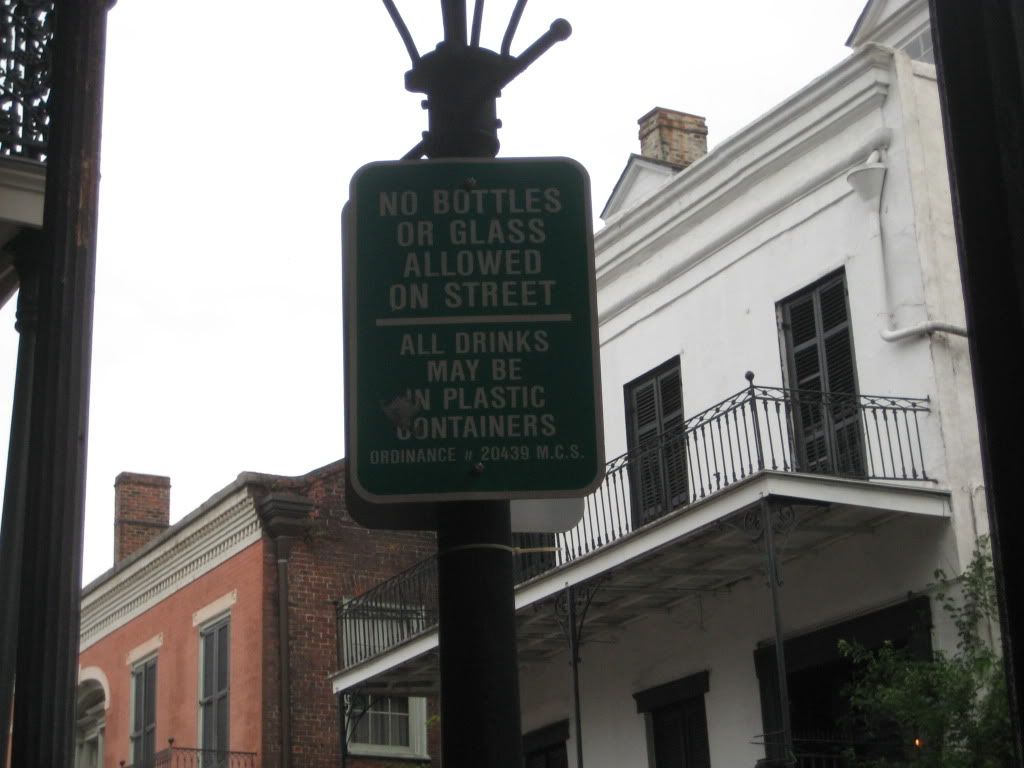 NO BOTTLES
OR GLASS
ALLOWED
ON STREET
ALL DRINKS
MAY BE
IN PLASTIC
CONTAINERS
ORDINANCE # 20439 M.C.S.